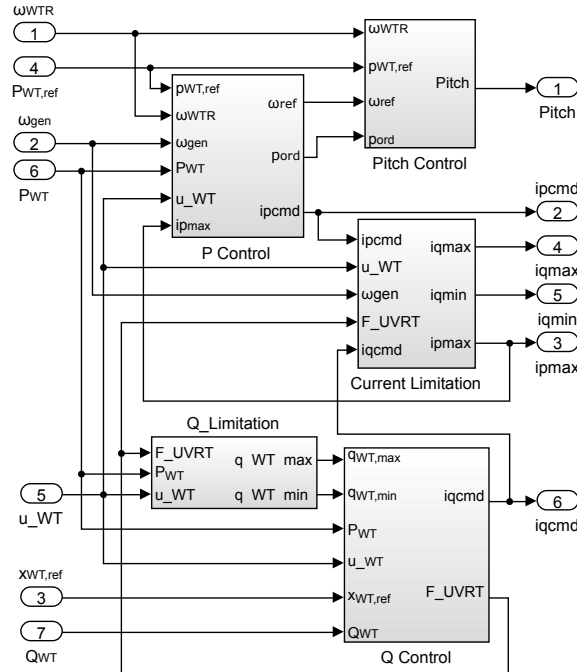 ωWTR
1
4
PWT,ref
ωgen
2
6
PWT
pWT,ref
ωWTR
ωgen
PWT
u_WT
ipmax
ωref
pord
ipcmd
P Control
ωWTR
pWT,ref
ωref
pord
Pitch
Pitch Control
1
Pitch
ipcmd
2
4
iqmax
5
iqmin
3
ipmax
ipcmd
u_WT
ωgen
F_UVRT
iqcmd
iqmax
iqmin
ipmax
Current Limitation
Q_Limitation
F_UVRT
PWT
u_WT
q WT max
q WT min
5
u_WT
xWT,ref
3
7
QWT
qWT,max
qWT,min
PWT
u_WT
xWT,ref
QWT
iqcmd
F_UVRT
Q Control
6
iqcmd